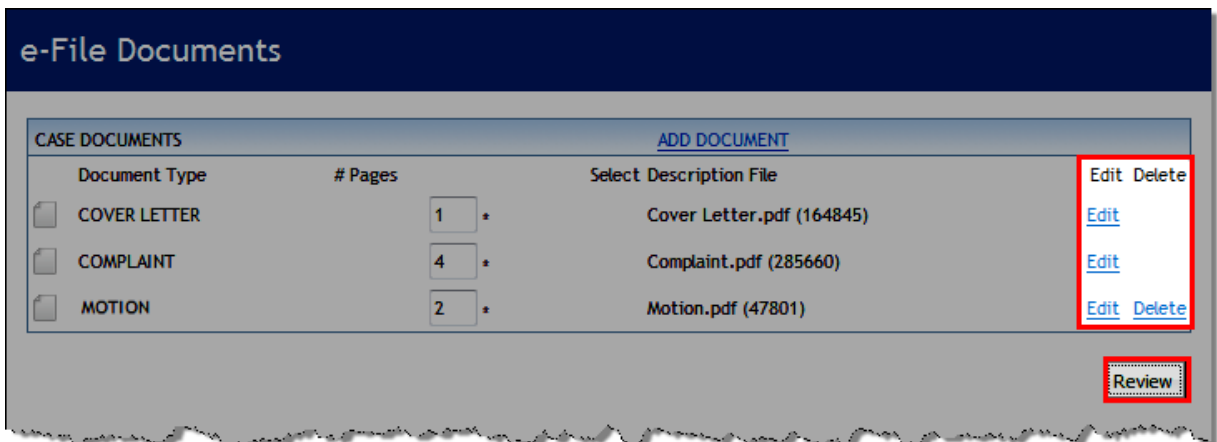 e-File Documents
CASE DOCUMENTS ADD DOCUMENT
Document Type # Pages Select Description File Edit Delete
COVER LETTER 1 * Cover Letter.pdf (164845) Edit
COMPLAINT 4 * Complaint.pdf (285660) Edit
MOTION 2 * Motion.pdf (47801) Edit Delete
Review